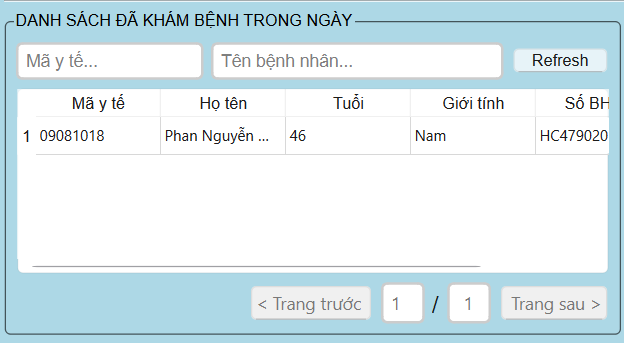 DANH SÁCH ĐÃ KHÁM BỆNH TRONG NGÀY
Mã y tế... Tên bệnh nhân... Refresh
Mã y tế Họ tên Tuổi Giới tính Số BH
1 09081018 Phan Nguyễn ... 46 Nam HC479020
< Trang trước 1 / 1 Trang sau >